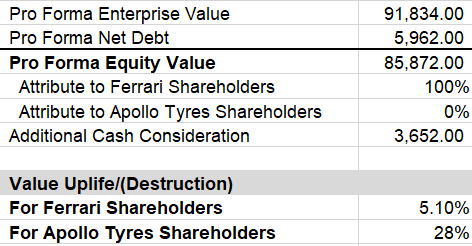 Pro Forma Enterprise Value 91,834.00
Pro Forma Net Debt 5,962.00
Pro Forma Equity Value 85,872.00
Attribute to Ferrari Shareholders 100%
Attribute to Apollo Tyres Shareholders 0%
Additional Cash Consideration 3,652.00
Value Uplife/(Destruction)
For Ferrari Shareholders 5.10%
For Apollo Tyres Shareholders 28%